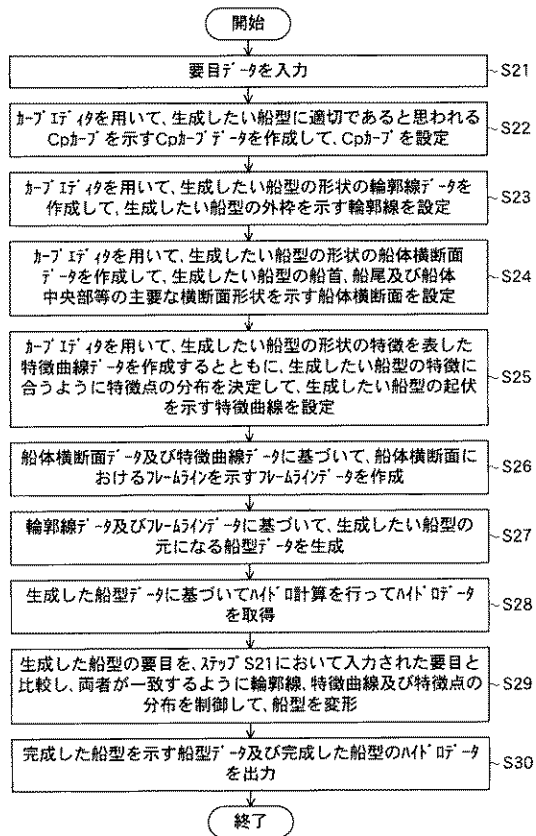 開始
要目データを入力
S21
カーブエディタを用いて、生成したい船型に適切であると思われる
Cpカーブを示すCpカーブデータを作成して、Cpカーブを設定
S22
カーブエディタを用いて、生成したい船型の形状の輪郭線データを
作成して、生成したい船型の外枠を示す輪郭線を設定
S23
カーブエディタを用いて、生成したい船型の形状の船体横断面
データを作成して、生成したい船型の船首、船尾及び船体
中央部等の主要な横断面形状を示す船体横断面を設定
S24
カーブエディタを用いて、生成したい船型の形状の特徴を表した
特徴曲線データを作成するとともに、生成したい船型の特徴に
合うように特徴点の分布を決定して、生成したい船型の起伏
を示す特徴曲線を設定
S25
船体横断面データ及び特徴曲線データに基づいて、船体横断面に
おけるフレームラインを示すフレームラインデータを作成
S26
輪郭線データ及びフレームラインデータに基づいて、生成したい船型の
元になる船型データを生成
S27
生成した船型データに基づいてハイドロ計算を行ってハイドロデータ
を取得
S28
生成した船型の要目を、ステップS21において入力された要目と
比較し、両者が一致するように輪郭線、特徴曲線及び特徴点の
分布を制御して、船型を変形
S29
完成した船型を示す船型データ及び完成した船型のハイドロデータ
を出力
S30
終了